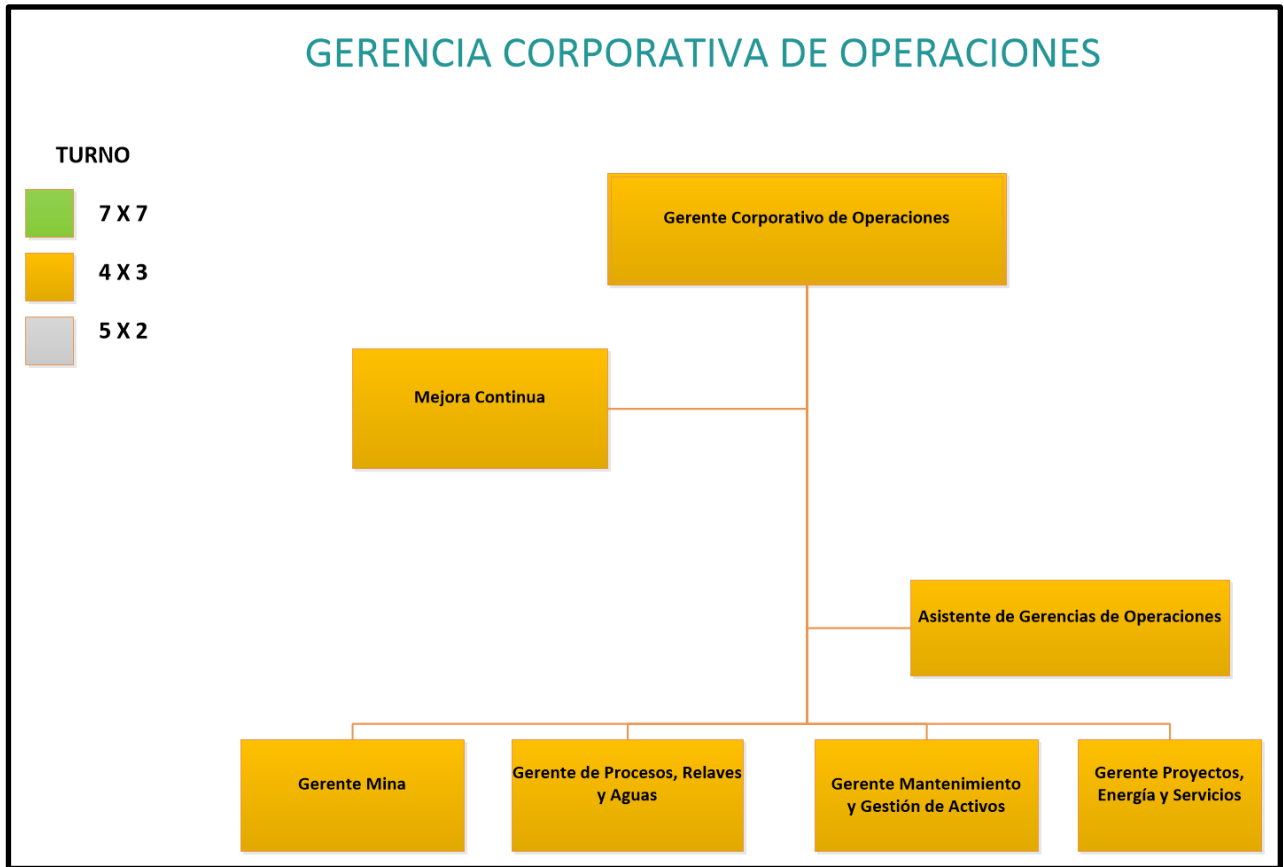 GERENCIA CORPORATIVA DE OPERACIONES
TURNO
7 X 7
4 X 3
5 X 2
Gerente Corporativo de Operaciones
Mejora Continua
Asistente de Gerencias de Operaciones
Gerente Mina
Gerente de Procesos, Relaves
y Aguas
Gerente Mantenimiento
y Gestión de Activos
Gerente Proyectos,
Energía y Servicios